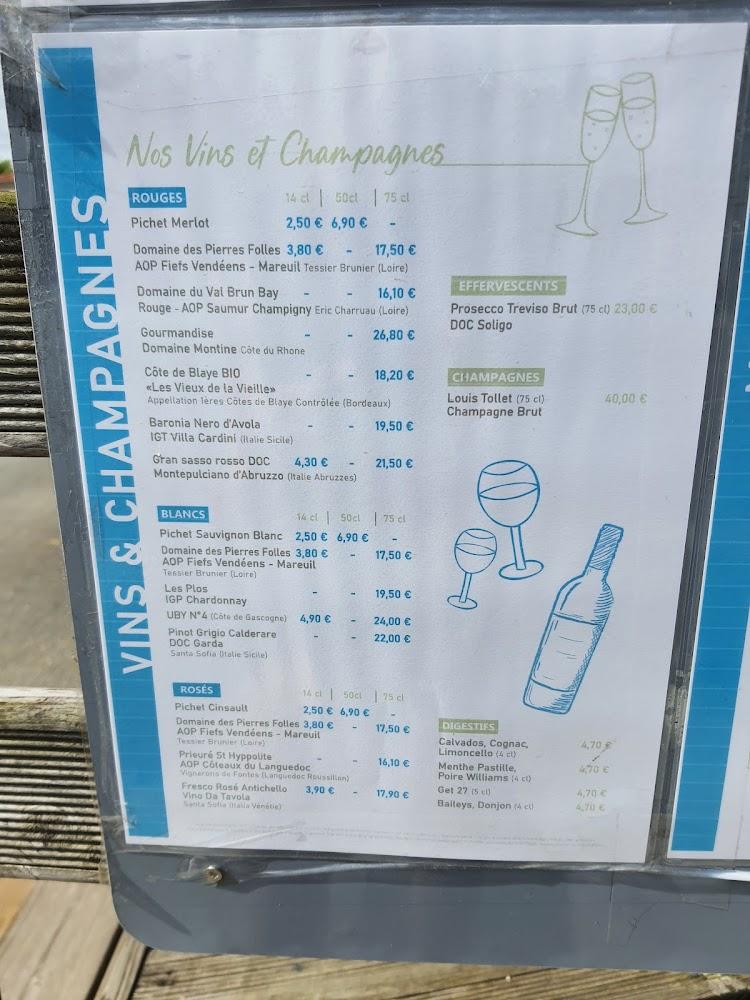 VINS & CHAMPAGNES
Nos Vins et Champagnes
ROUGES 14 cl | 50cl | 75 cl
Pichet Merlot 2,50 € 6,90 € -
Domaine des Pierres Folles 3,80 € - 17,50 €
AOP Fiefs Vendéens - Mareuil Tessier Brunier (Loire)
Domaine du Val Brun Bay - - 16,10 €
Rouge - AOP Saumur Champigny Eric Charruau (Loire)
Gourmandise - - 26,80 €
Domaine Montine Côte du Rhone
Côte de Blaye BIO - - 18,20 €
«Les Vieux de la Vieille»
Appellation 1ères Côtes de Blaye Contrôlée (Bordeaux)
Baronia Nero d'Avola - - 19,50 €
IGT Villa Cardini (Italie Sicile)
Gran sasso rosso DOC 4,30 € - 21,50 €
Montepulciano d'Abruzzo (Italie Abruzzes)
BLANCS 14 cl | 50cl | 75 cl
Pichet Sauvignon Blanc 2,50 € 6,90 € -
Domaine des Pierres Folles 3,80 € - 17,50 €
AOP Fiefs Vendéens - Mareuil
Tessier Brunier (Loire)
Les Plos - - 19,50 €
IGP Chardonnay
UBY N°4 (Côte de Gascogne) 4,90 € - 24,00 €
Pinot Grigio Calderare - - 22,00 €
DOC Garda
Santa Sofia (Italie Sicile)
ROSÉS 14 cl | 50cl | 75 cl
Pichet Cinsault 2,50 € 6,90 € -
Domaine des Pierres Folles 3,80 € - 17,50 €
AOP Fiefs Vendéens - Mareuil
Tessier Brunier (Loire)
Prieuré St Hyppolite - - 16,10 €
AOP Côteaux du Languedoc
Vignerons de Fontes (Languedoc Roussillon)
Fresco Rosé Antichello 3,90 € - 17,90 €
Vino Da Tavola
Santa Sofia (Italia Vénétie)
EFFERVESCENTS
Prosecco Treviso Brut (75 cl) 23,00 €
DOC Soligo
CHAMPAGNES
Louis Tollet (75 cl) 40,00 €
Champagne Brut
DIGESTIFS
Calvados, Cognac, 4,70 €
Limoncello (4 cl)
Menthe Pastille, 4,70 €
Poire Williams (4 cl)
Get 27 (5 cl) 4,70 €
Baileys, Donjon (4 cl) 4,70 €